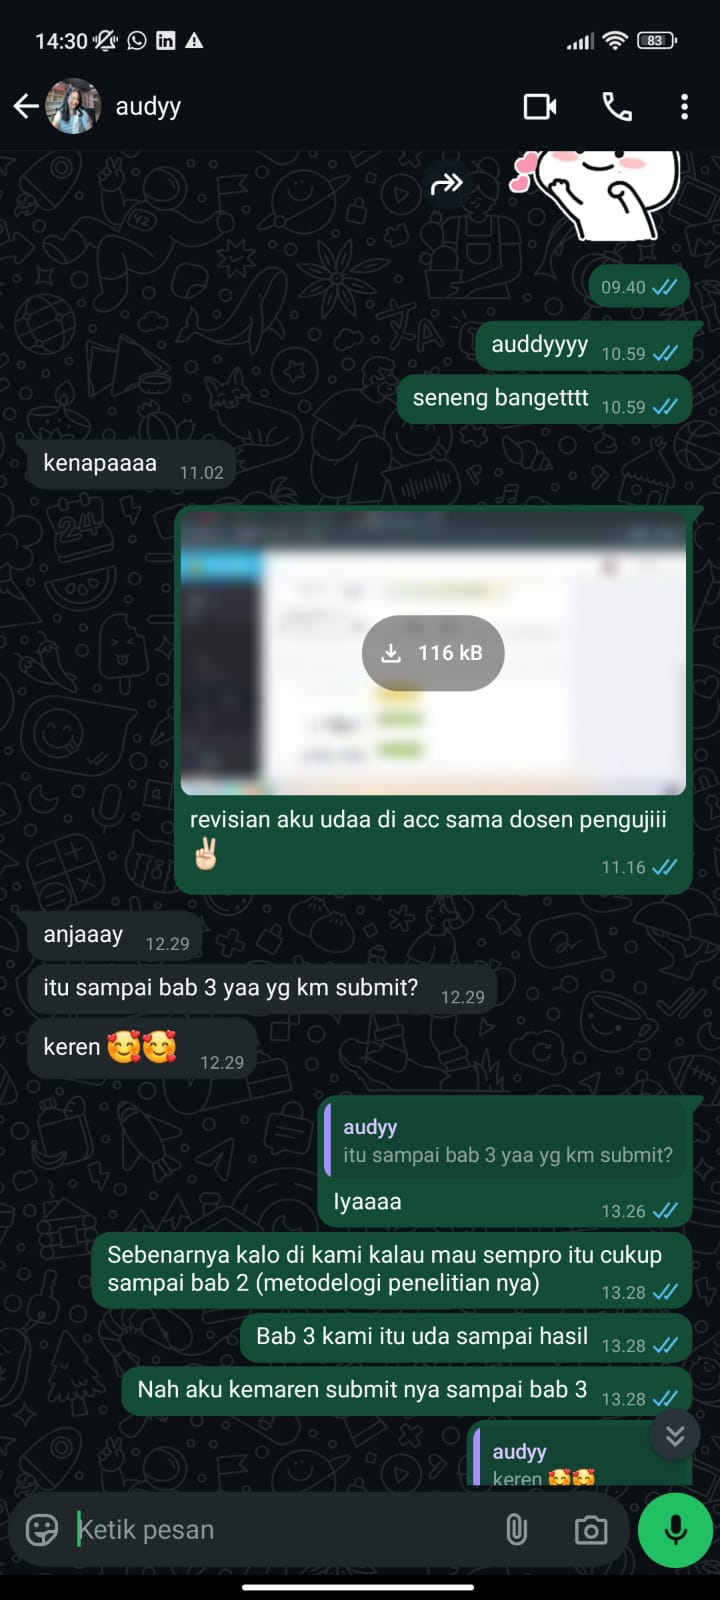 14:30
83
audyy
09.40
auddyyyy 10.59
seneng bangetttt 10.59
kenapaaaa 11.02
116 kB
revisian aku udaa di acc sama dosen pengujiii
✌🏻
11.16
anjaaay 12.29
itu sampai bab 3 yaa yg km submit? 12.29
keren 🥰🥰 12.29
audyy
itu sampai bab 3 yaa yg km submit?
Iyaaaa 13.26
Sebenarnya kalo di kami kalau mau sempro itu cukup
sampai bab 2 (metodelogi penelitian nya) 13.28
Bab 3 kami itu uda sampai hasil 13.28
Nah aku kemaren submit nya sampai bab 3 13.28
audyy
keren 🥰🥰
Ketik pesan